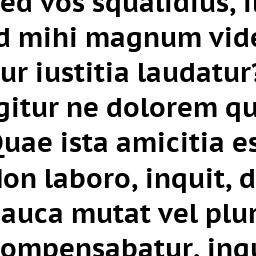 ed vos squalidius, i
d mihi magnum vide
ur iustitia laudatur?
gitur ne dolorem qu
Quae ista amicitia es
Non laboro, inquit, d
auca mutat vel plur
ompensabatur, inqu